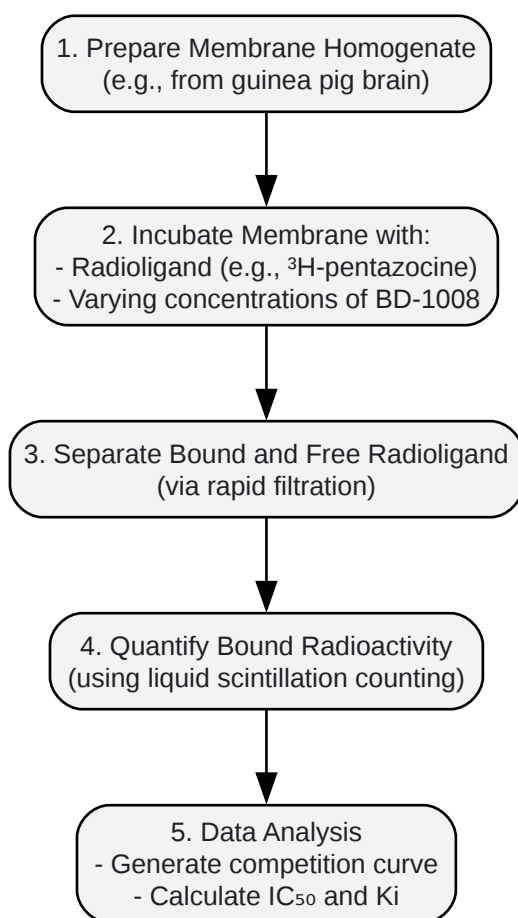 1. Prepare Membrane Homogenate
(e.g., from guinea pig brain)
2. Incubate Membrane with:
- Radioligand (e.g., ³H-pentazocine)
- Varying concentrations of BD-1008
3. Separate Bound and Free Radioligand
(via rapid filtration)
4. Quantify Bound Radioactivity
(using liquid scintillation counting)
5. Data Analysis
- Generate competition curve
- Calculate IC₅₀ and Ki